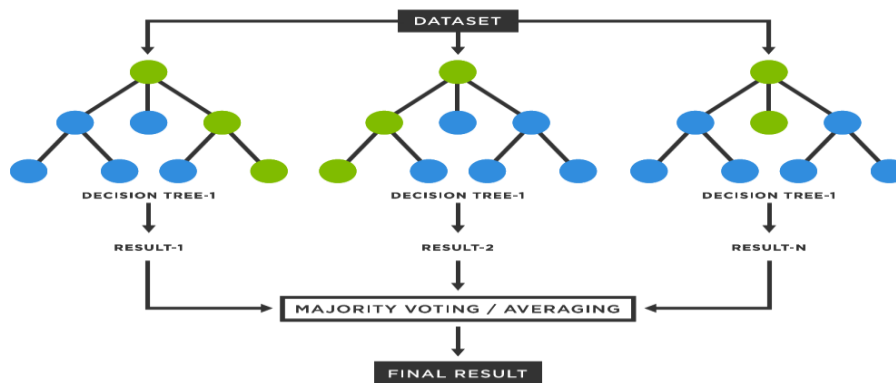 DATASET
DECISION TREE-1 DECISION TREE-1 DECISION TREE-1
RESULT-1 RESULT-2 RESULT-N
MAJORITY VOTING / AVERAGING
FINAL RESULT